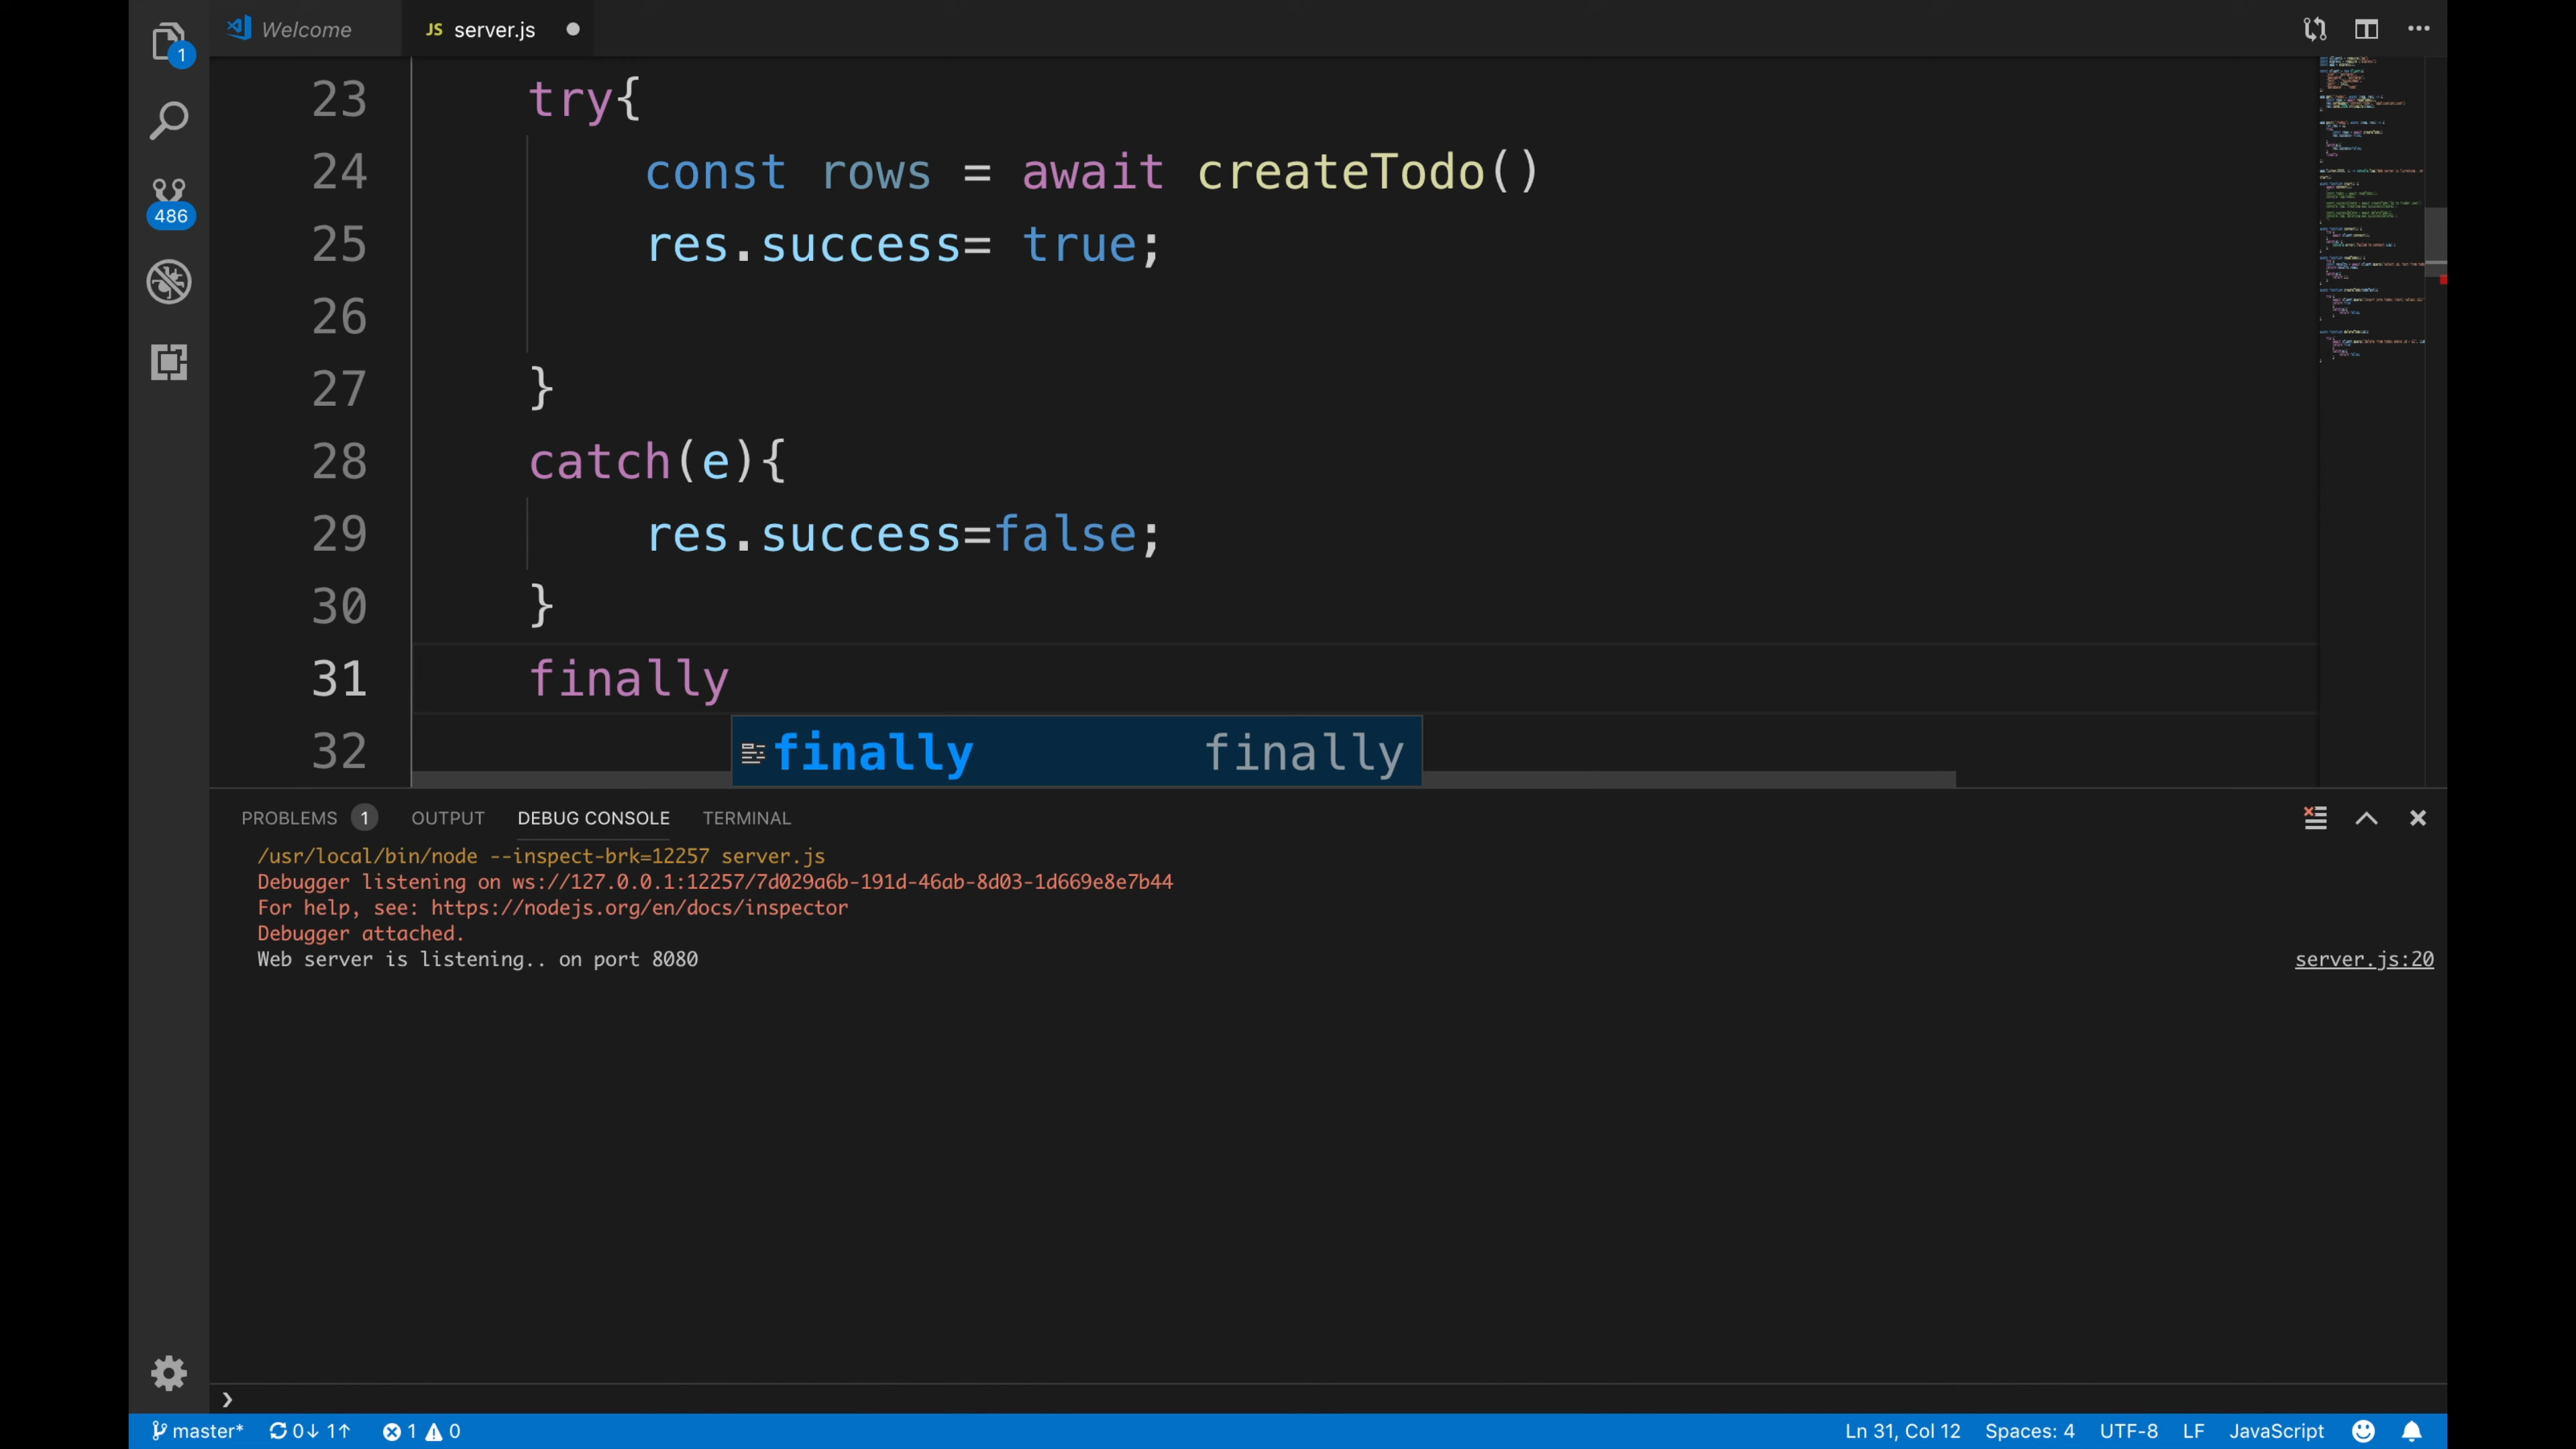 1
Welcome
JS server.js
486
23 try{
24 const rows = await createTodo()
25 res.success= true;
26
27 }
28 catch(e){
29 res.success=false;
30 }
31 finally
32 finally finally
PROBLEMS 1 OUTPUT DEBUG CONSOLE TERMINAL
/usr/local/bin/node --inspect-brk=12257 server.js
Debugger listening on ws://127.0.0.1:12257/7d029a6b-191d-46ab-8d03-1d669e8e7b44
For help, see: https://nodejs.org/en/docs/inspector
Debugger attached.
Web server is listening.. on port 8080 server.js:20
master* 0↓ 1↑ 1 0 Ln 31, Col 12 Spaces: 4 UTF-8 LF JavaScript